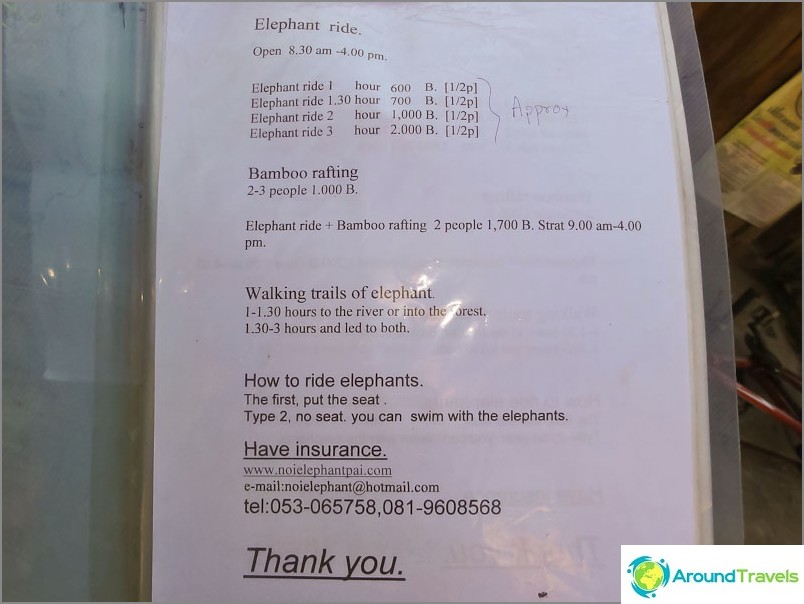 Elephant ride.
Open 8.30 am -4.00 pm.
Elephant ride 1 hour 600 B. [1/2p]
Elephant ride 1.30 hour 700 B. [1/2p]
Elephant ride 2 hour 1,000 B. [1/2p]
Elephant ride 3 hour 2.000 B. [1/2p]
Approx
Bamboo rafting
2-3 people 1.000 B.
Elephant ride + Bamboo rafting 2 people 1,700 B. Strat 9.00 am-4.00
pm.
Walking trails of elephant.
1-1.30 hours to the river or into the forest.
1.30-3 hours and led to both.
How to ride elephants.
The first, put the seat .
Type 2, no seat. you can swim with the elephants.
Have insurance.
www.noielephantpai.com
e-mail:noielephant@hotmail.com
tel:053-065758,081-9608568
Thank you.
AroundTravels